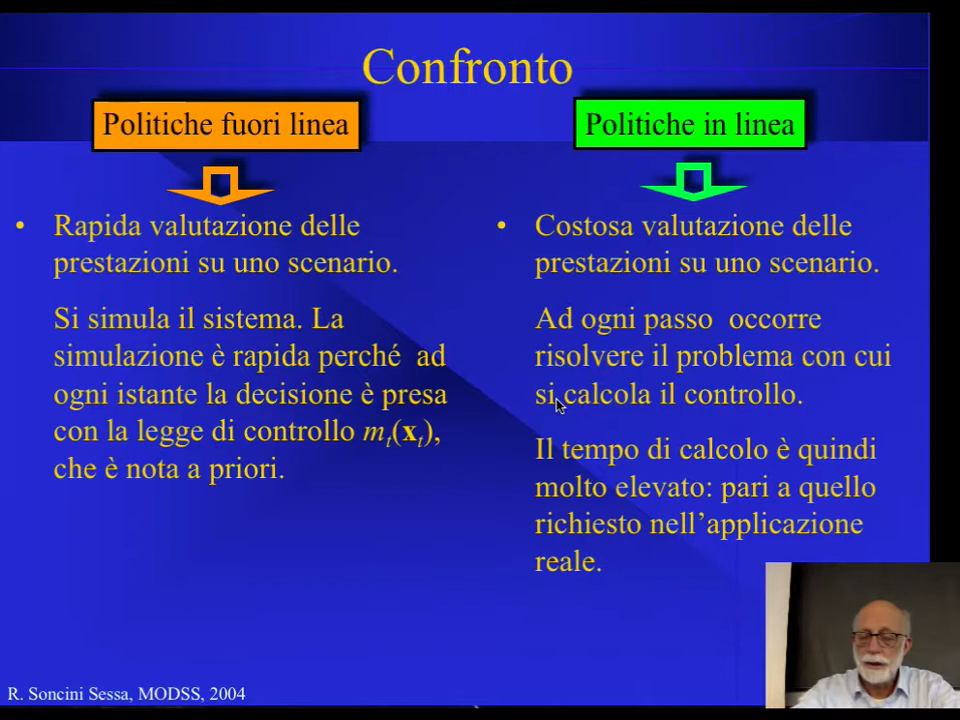 Confronto
Politiche fuori linea
Politiche in linea
• Rapida valutazione delle
prestazioni su uno scenario.
Si simula il sistema. La
simulazione è rapida perché ad
ogni istante la decisione è presa
con la legge di controllo mt(xt),
che è nota a priori.
• Costosa valutazione delle
prestazioni su uno scenario.
Ad ogni passo occorre
risolvere il problema con cui
si calcola il controllo.
Il tempo di calcolo è quindi
molto elevato: pari a quello
richiesto nell’applicazione
reale.
R. Soncini Sessa, MODSS, 2004